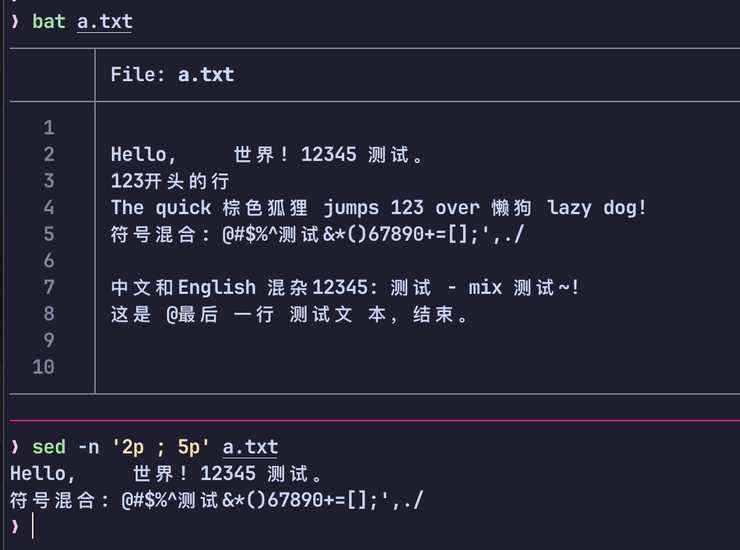 ❯ bat a.txt
File: a.txt
1
2 Hello,     世界！12345 测试。
3 123开头的行
4 The quick 棕色狐狸 jumps 123 over 懒狗 lazy dog!
5 符号混合：@#$%^测试&*()67890+=[];',./
6
7 中文和English 混杂12345: 测试 - mix 测试~!
8 这是 @最后 一行 测试文 本，结束。
9
10
❯ sed -n '2p ; 5p' a.txt
Hello,     世界！12345 测试。
符号混合：@#$%^测试&*()67890+=[];',./
❯